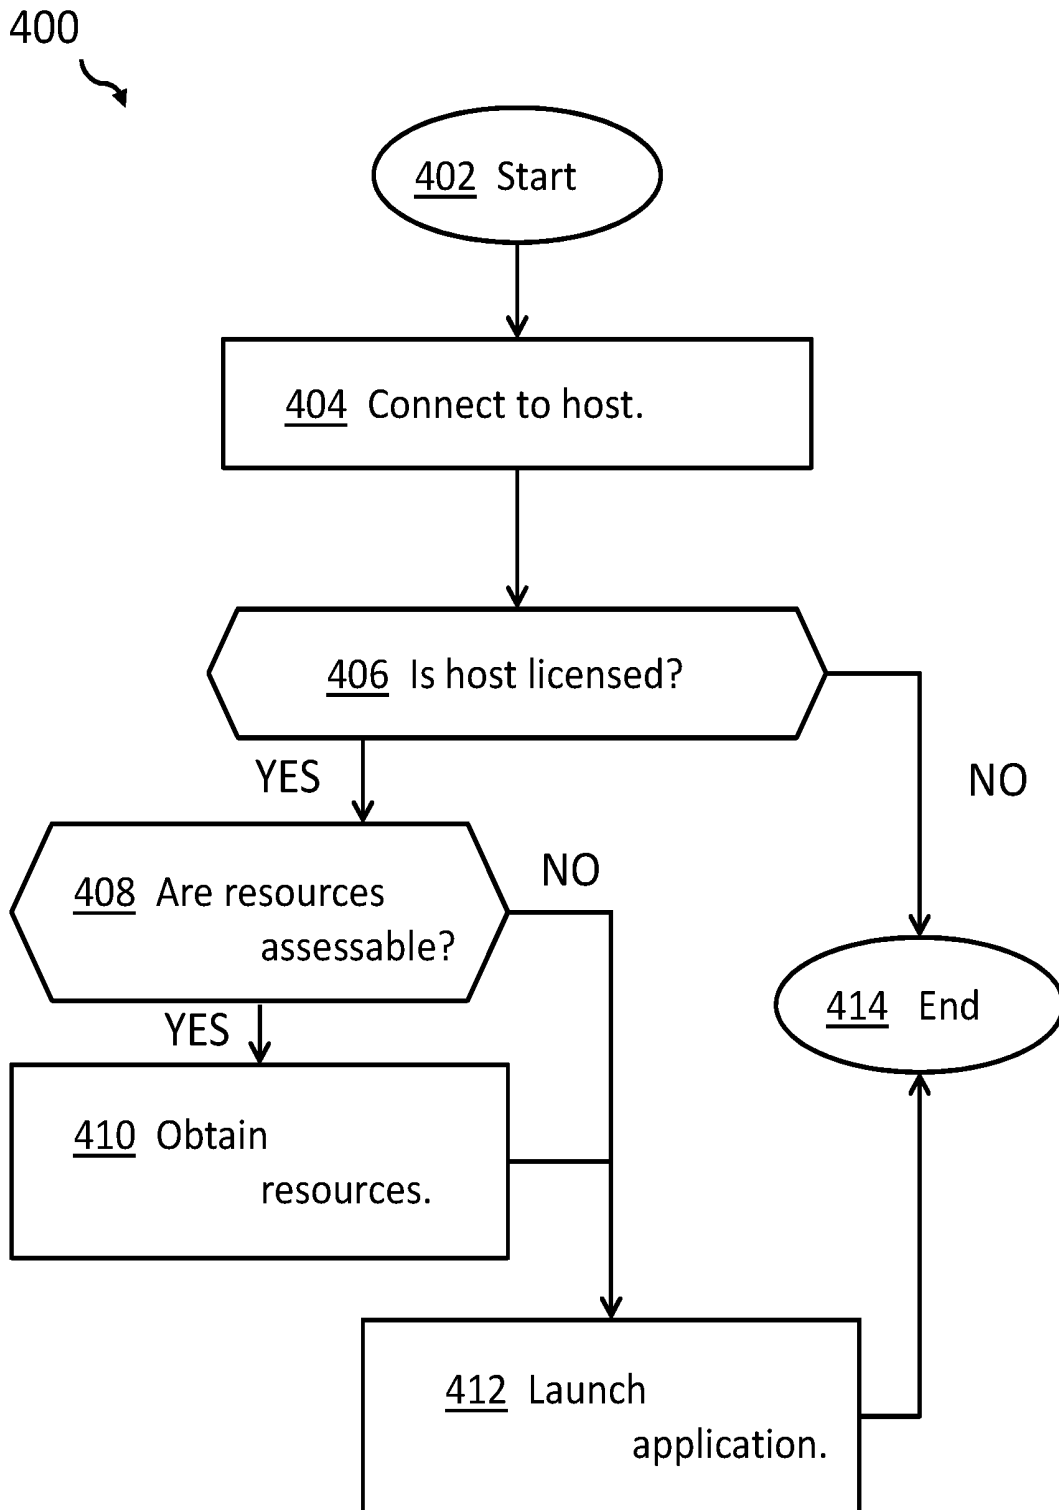 400
402 Start
404 Connect to host.
406 Is host licensed?
YES
NO
408 Are resources
assessable?
NO
YES
410 Obtain
resources.
414 End
412 Launch
application.